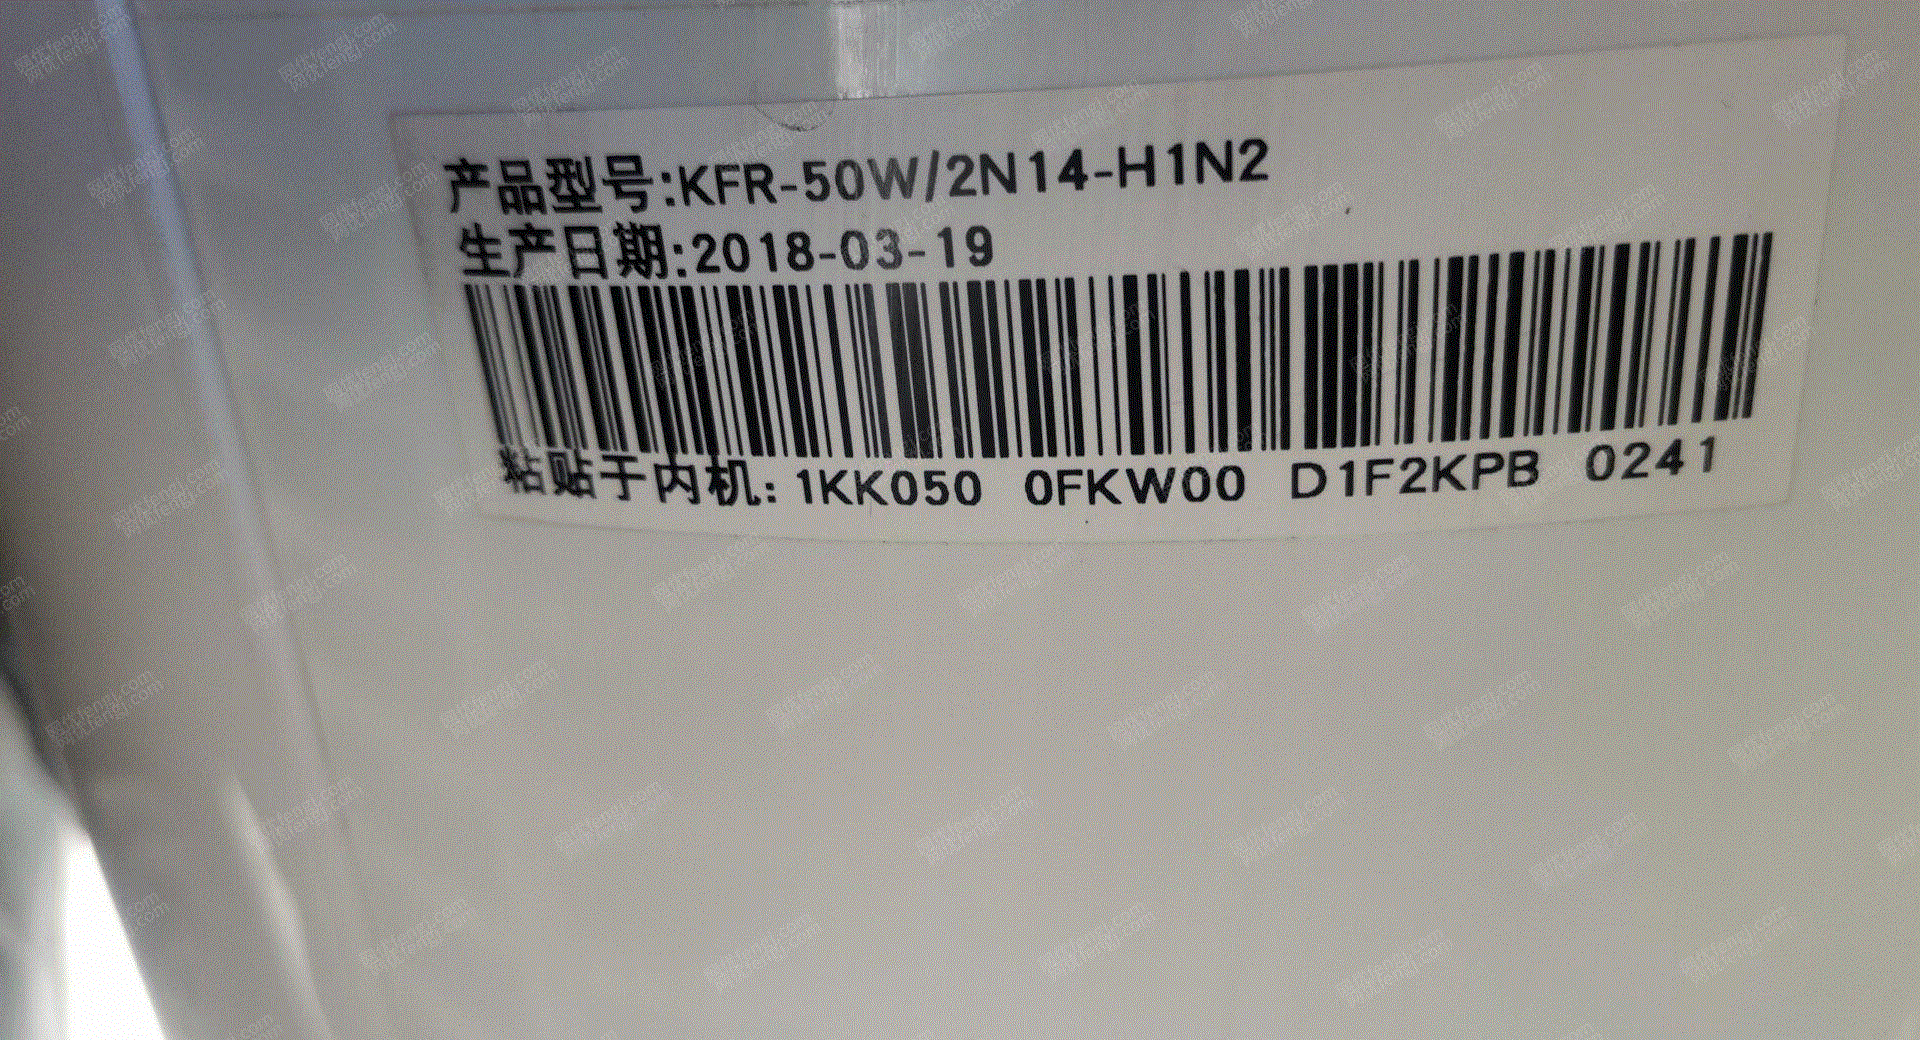 产品型号:KFR-50W/2N14-H1N2
生产日期:2018-03-19
粘贴于内机:1KK050 0FKW00 D1F2KPB 0241